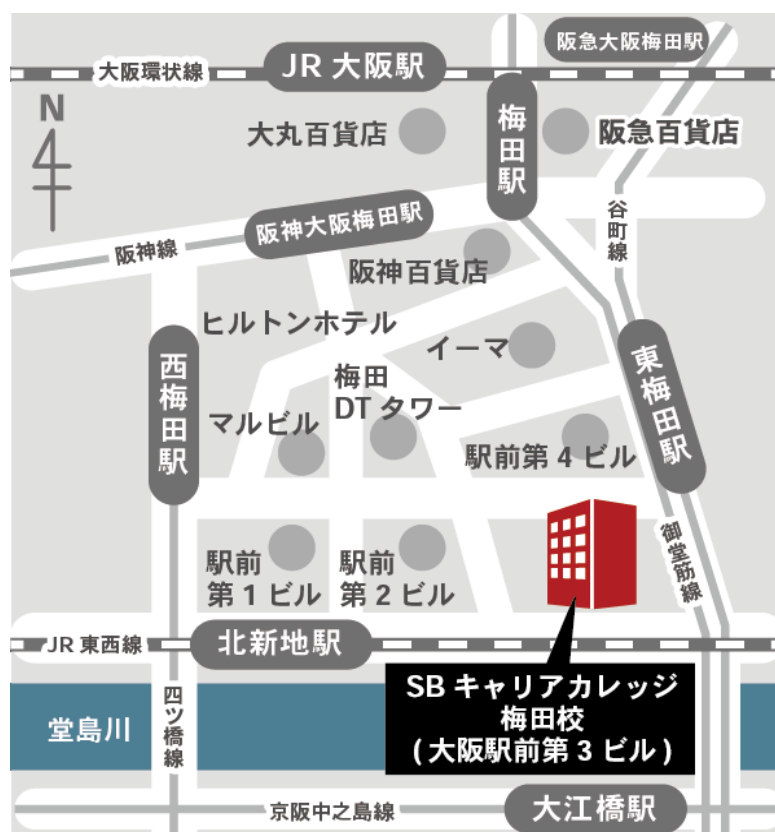 阪急大阪梅田駅
JR 大阪駅
大阪環状線
N
梅田駅
大丸百貨店
阪急百貨店
谷町線
阪神大阪梅田駅
阪神線
阪神百貨店
ヒルトンホテル
イーマ
西梅田駅
東梅田駅
梅田
DT タワー
マルビル
駅前第 4 ビル
御堂筋線
駅前
第 1 ビル
駅前
第 2 ビル
JR 東西線
北新地駅
SB キャリアカレッジ
梅田校
( 大阪駅前第 3 ビル )
四ツ橋線
堂島川
京阪中之島線
大江橋駅